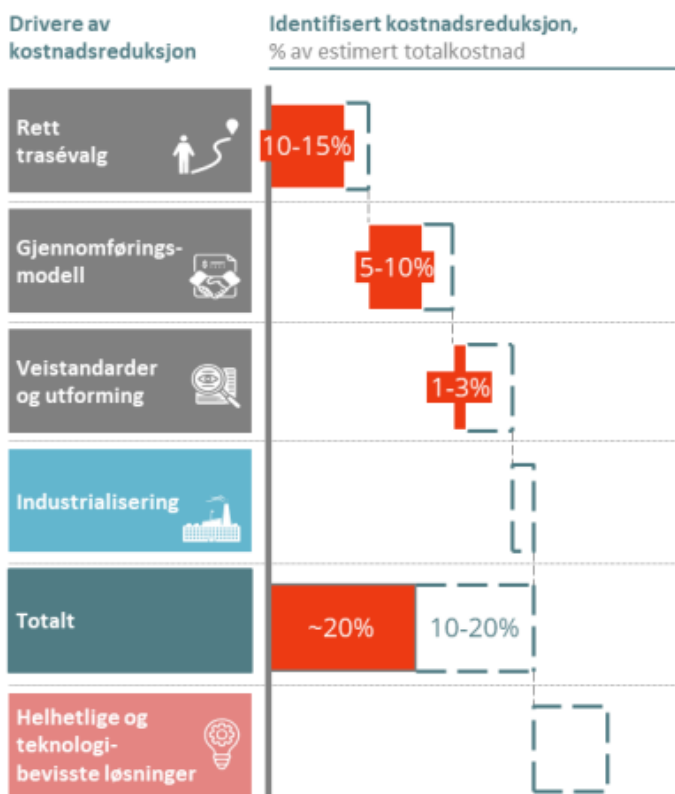 Drivere av
kostnadsreduksjon
Identifisert kostnadsreduksjon,
% av estimert totalkostnad
Rett
trasévalg
10-15%
Gjennomførings-
modell
5-10%
Veistandarder
og utforming
1-3%
Industrialisering
Totalt
~20%
10-20%
Helhetlige og
teknologi-
bevisste løsninger